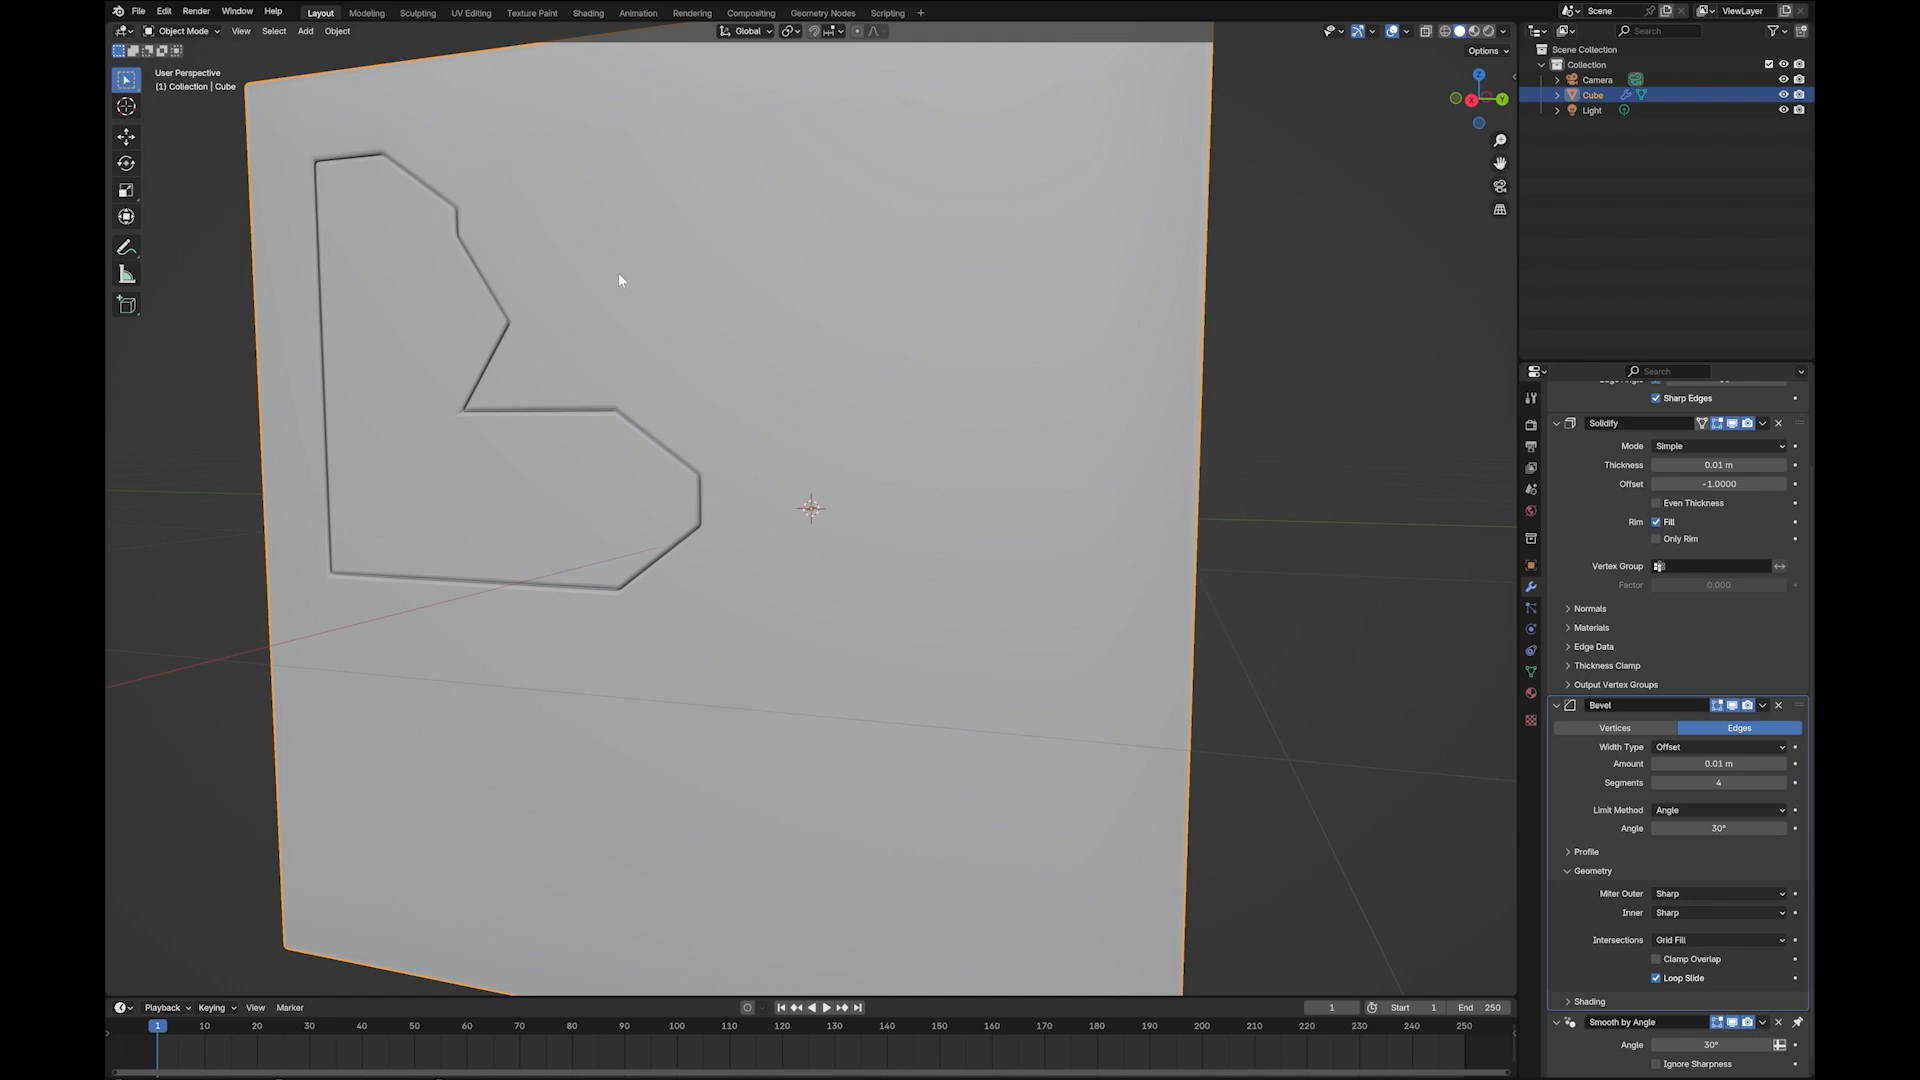 File Edit Render Window Help Layout Modeling Sculpting UV Editing Texture Paint Shading Animation Rendering Compositing Geometry Nodes Scripting + Scene ViewLayer
Object Mode View Select Add Object Global Search
Options
User Perspective
(1) Collection | Cube
Scene Collection
Collection
Camera
Cube
Light
Z
X
Y
Search
Sharp Edges
Solidify
Mode Simple
Thickness 0.01 m
Offset -1.0000
Even Thickness
Rim Fill
Only Rim
Vertex Group
Factor 0.000
Normals
Materials
Edge Data
Thickness Clamp
Output Vertex Groups
Bevel
Vertices Edges
Width Type Offset
Amount 0.01 m
Segments 4
Limit Method Angle
Angle 30°
Profile
Geometry
Miter Outer Sharp
Inner Sharp
Intersections Grid Fill
Clamp Overlap
Loop Slide
Shading
Smooth by Angle
Angle 30°
Ignore Sharpness
Playback Keying View Marker 1 Start 1 End 250
1 10 20 30 40 50 60 70 80 90 100 110 120 130 140 150 160 170 180 190 200 210 220 230 240 250